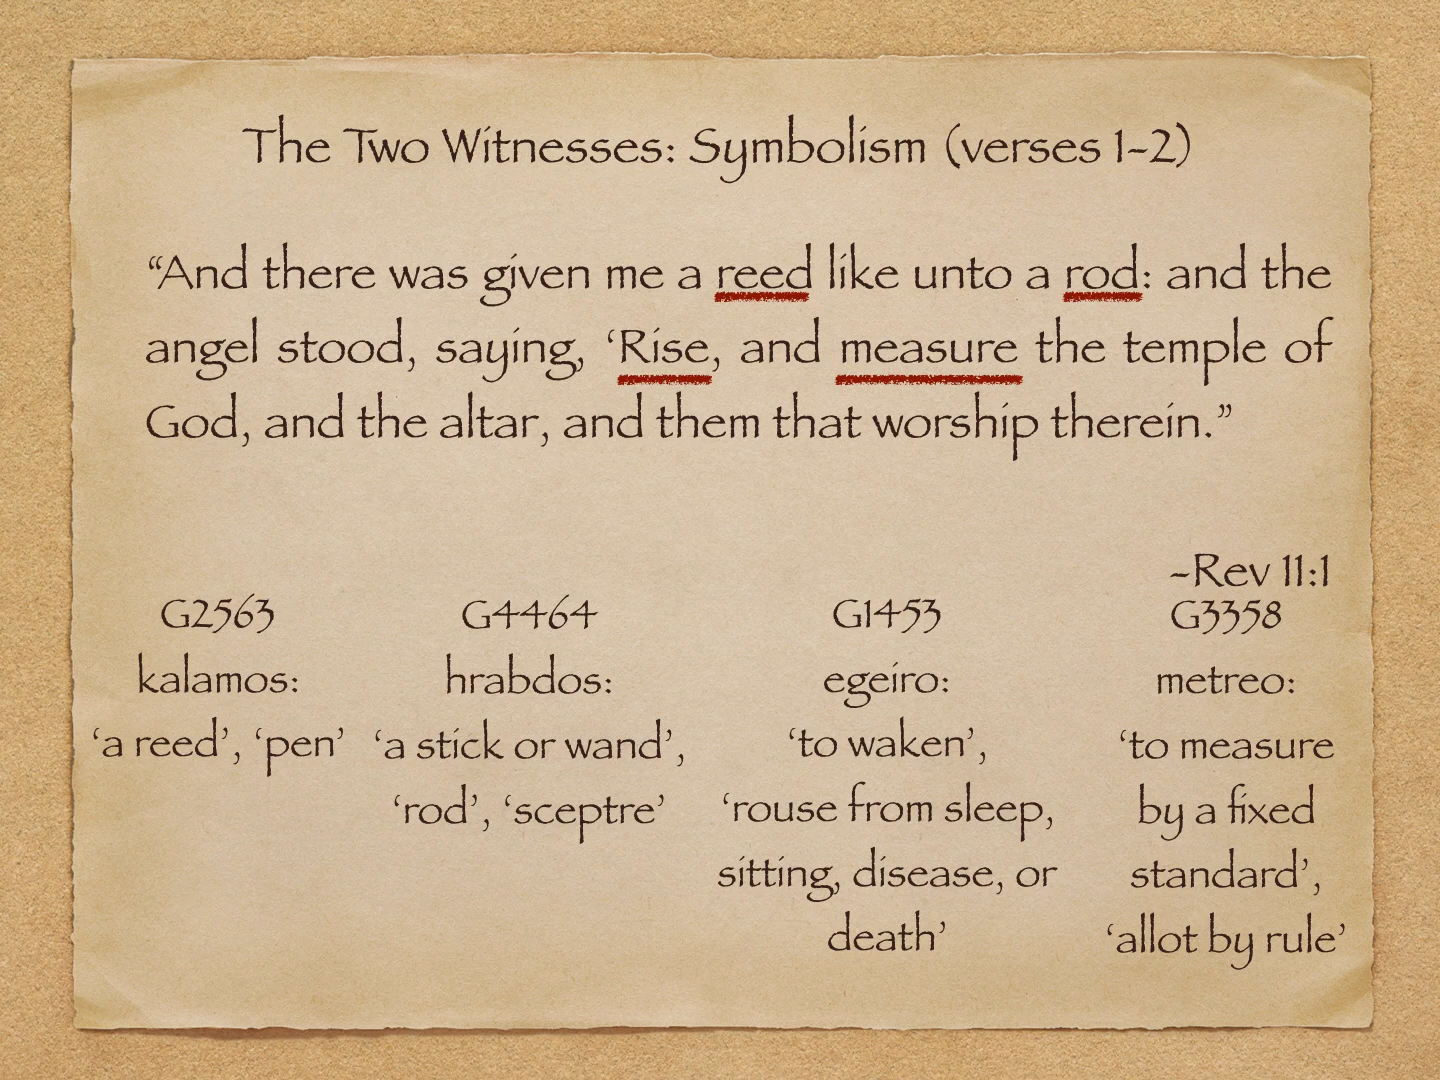 The Two Witnesses: Symbolism (verses 1-2)
“And there was given me a reed like unto a rod: and the
angel stood, saying, ‘Rise, and measure the temple of
God, and the altar, and them that worship therein.”
-Rev 11:1
G2563
kalamos:
‘a reed’, ‘pen’
G4464
hrabdos:
‘a stick or wand’,
‘rod’, ‘sceptre’
G1453
egeiro:
‘to waken’,
‘rouse from sleep,
sitting, disease, or
death’
G3358
metreo:
‘to measure
by a fixed
standard’,
‘allot by rule’